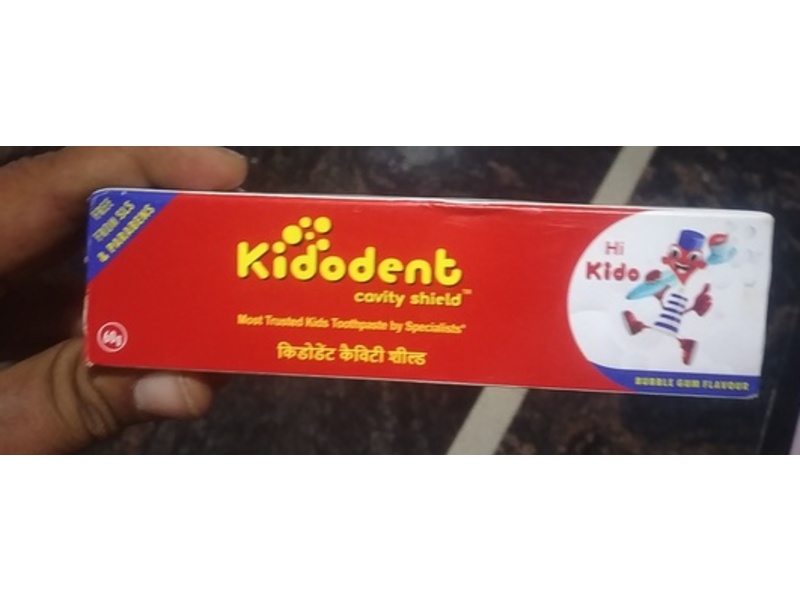 FREE
FROM SLS
& PARABENS
Kidodent
cavity shield™
Most Trusted Kids Toothpaste by Specialists*
किडोडेंट कैविटी शील्ड
60g
Hi
Kido
BUBBLE GUM FLAVOUR